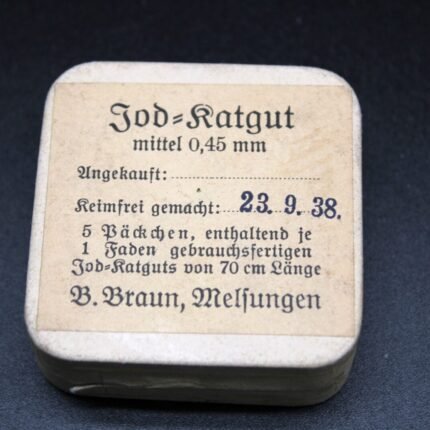 Jod=Katgut
mittel 0,45 mm
Angekauft:
Keimfrei gemacht: 23. 9. 38.
5 Päckchen, enthaltend je
1 Faden gebrauchsfertigen
Jod-Katguts von 70 cm Länge
B. Braun, Melsungen